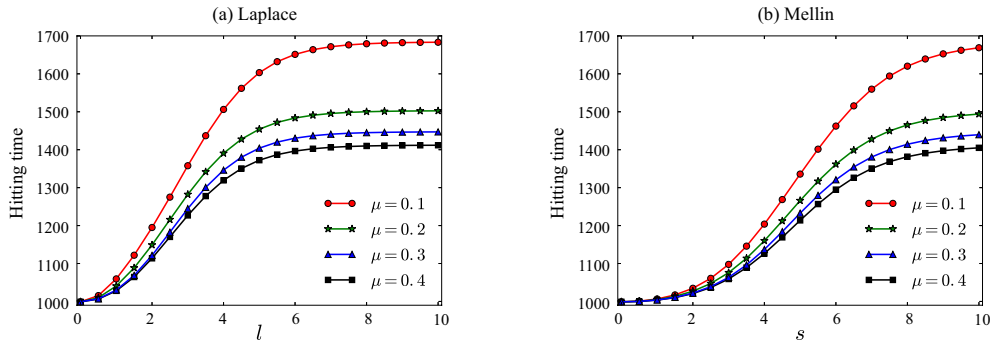 (a) Laplace
Hitting time
1700
1600
1500
1400
1300
1200
1100
1000
0
2
4
6
8
10
l
μ = 0.1
μ = 0.2
μ = 0.3
μ = 0.4
(b) Mellin
Hitting time
1700
1600
1500
1400
1300
1200
1100
1000
0
2
4
6
8
10
s
μ = 0.1
μ = 0.2
μ = 0.3
μ = 0.4